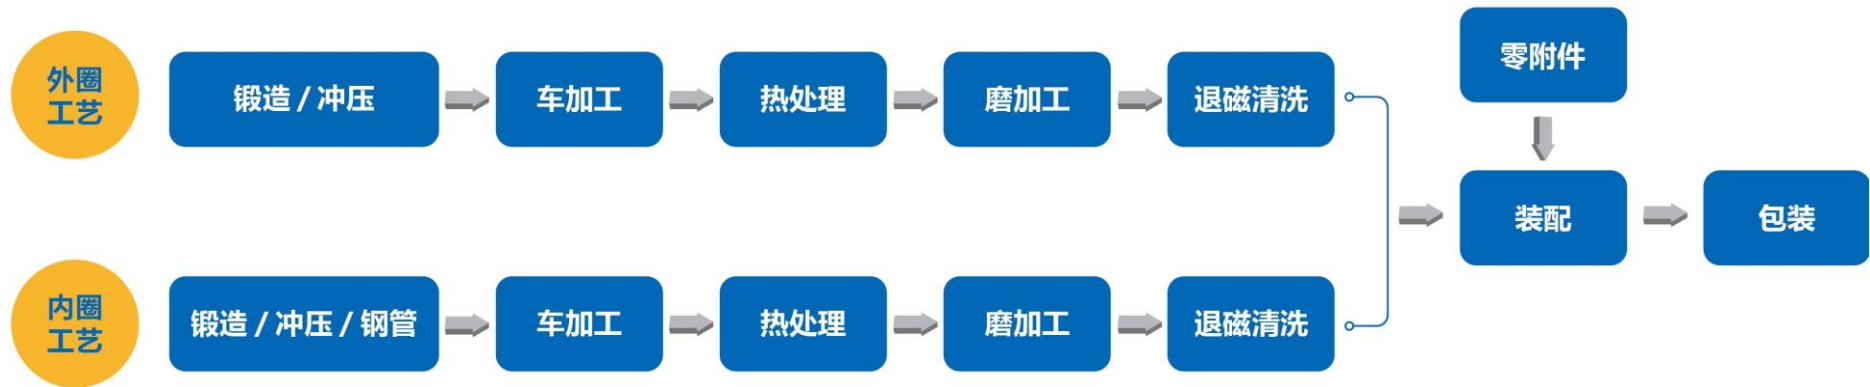 外圈
工艺
锻造 / 冲压
车加工
热处理
磨加工
退磁清洗
零附件
装配
包装
内圈
工艺
锻造 / 冲压 / 钢管
车加工
热处理
磨加工
退磁清洗